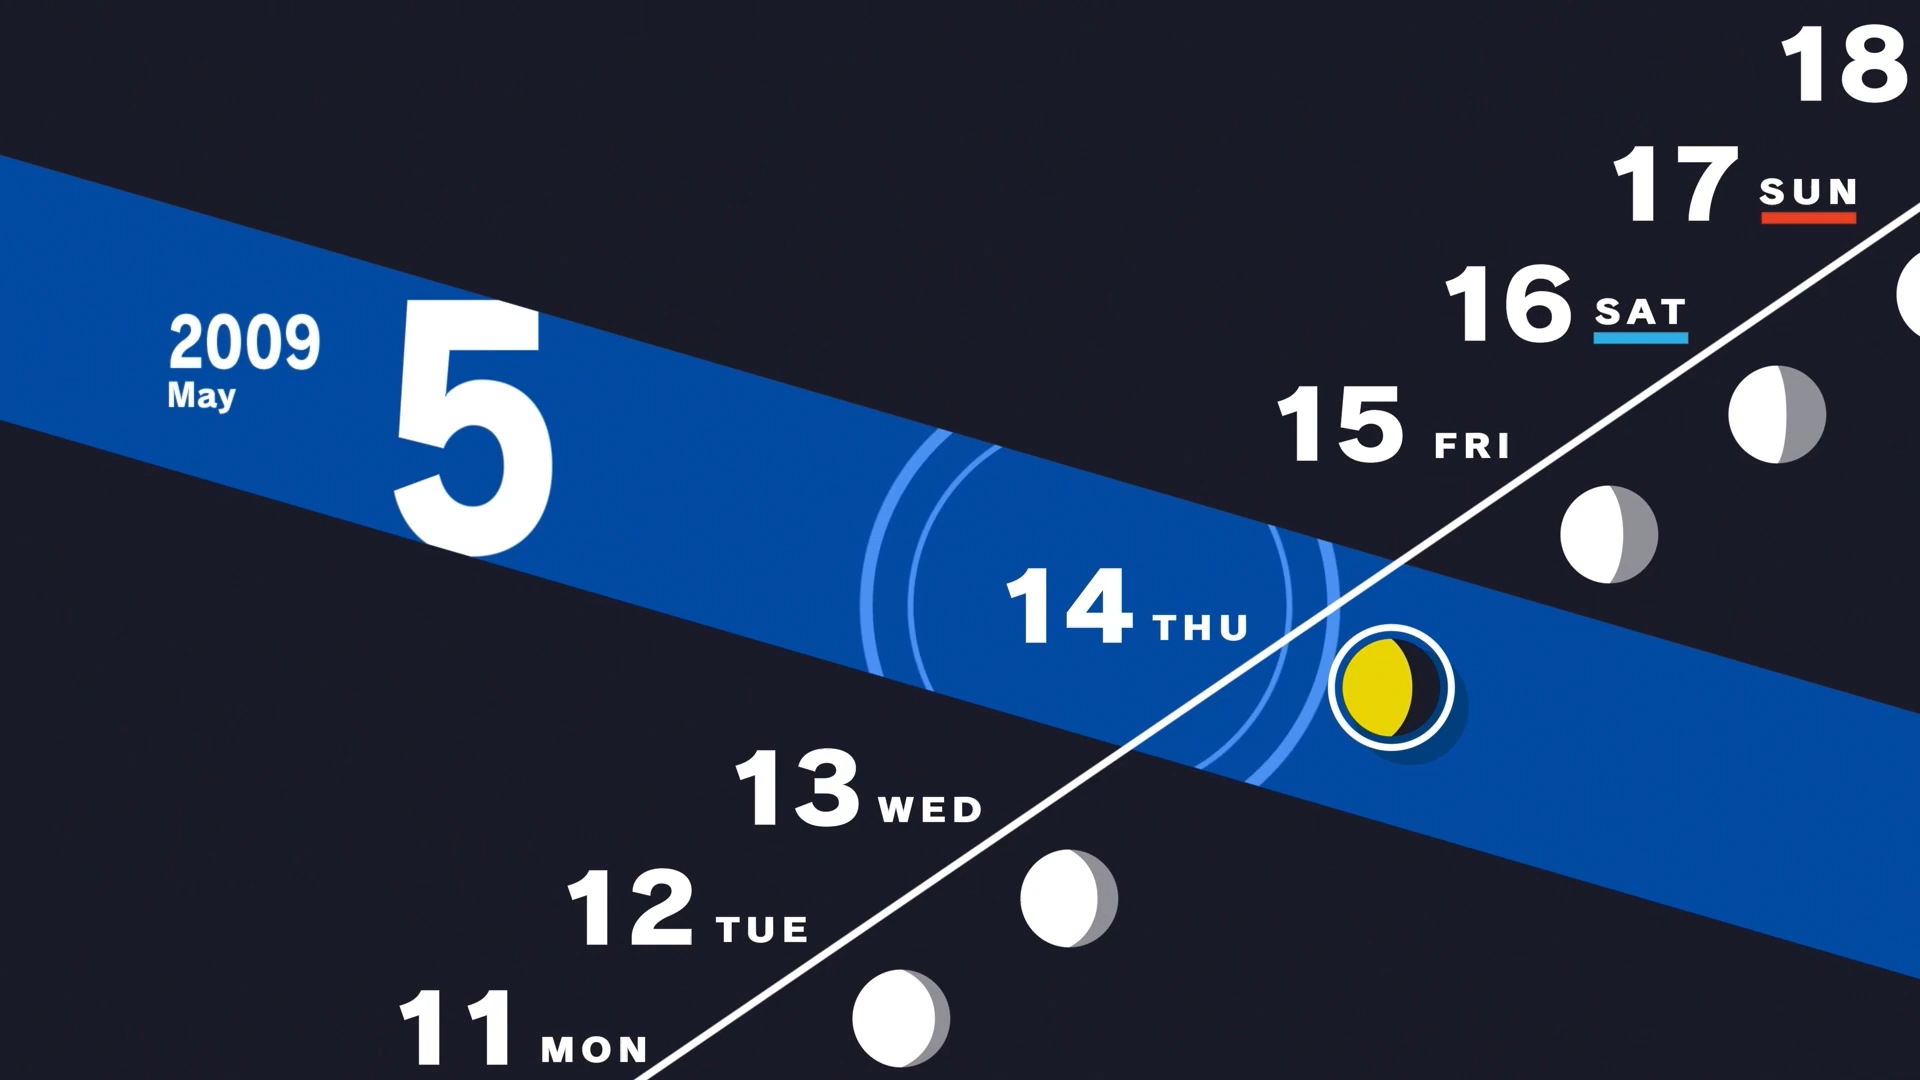 18
17 SUN
16 SAT
15 FRI
2009
May
5
14 THU
13 WED
12 TUE
11 MON